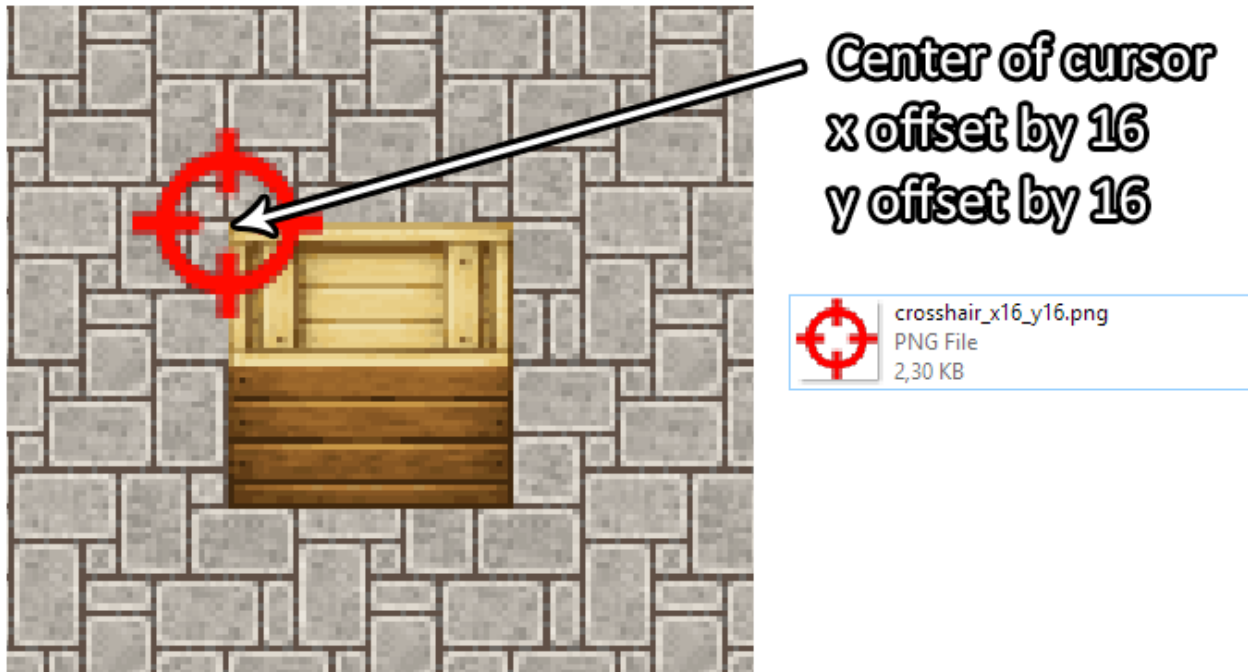 Center of cursor
x offset by 16
y offset by 16
crosshair_x16_y16.png
PNG File
2,30 KB